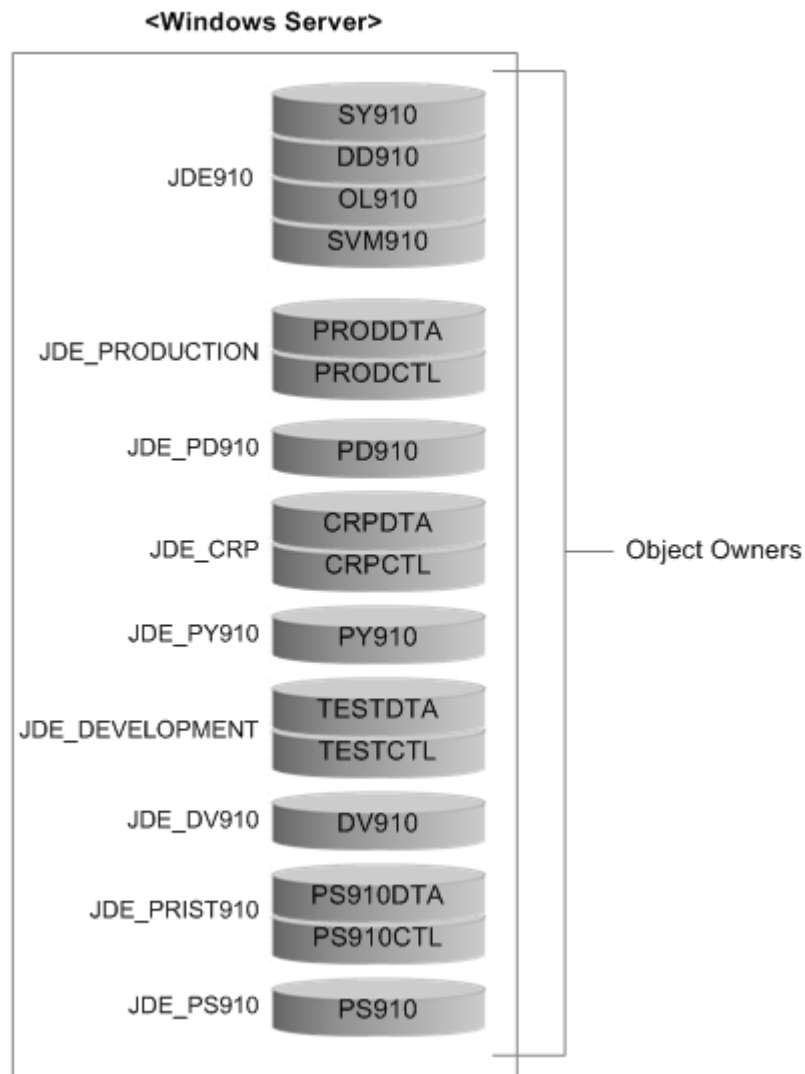 <Windows Server>
JDE910
SY910
DD910
OL910
SVM910
JDE_PRODUCTION
PRODDTA
PRODCTL
JDE_PD910
PD910
JDE_CRP
CRPDTA
CRPCTL
JDE_PY910
PY910
JDE_DEVELOPMENT
TESTDTA
TESTCTL
JDE_DV910
DV910
JDE_PRIST910
PS910DTA
PS910CTL
JDE_PS910
PS910
Object Owners